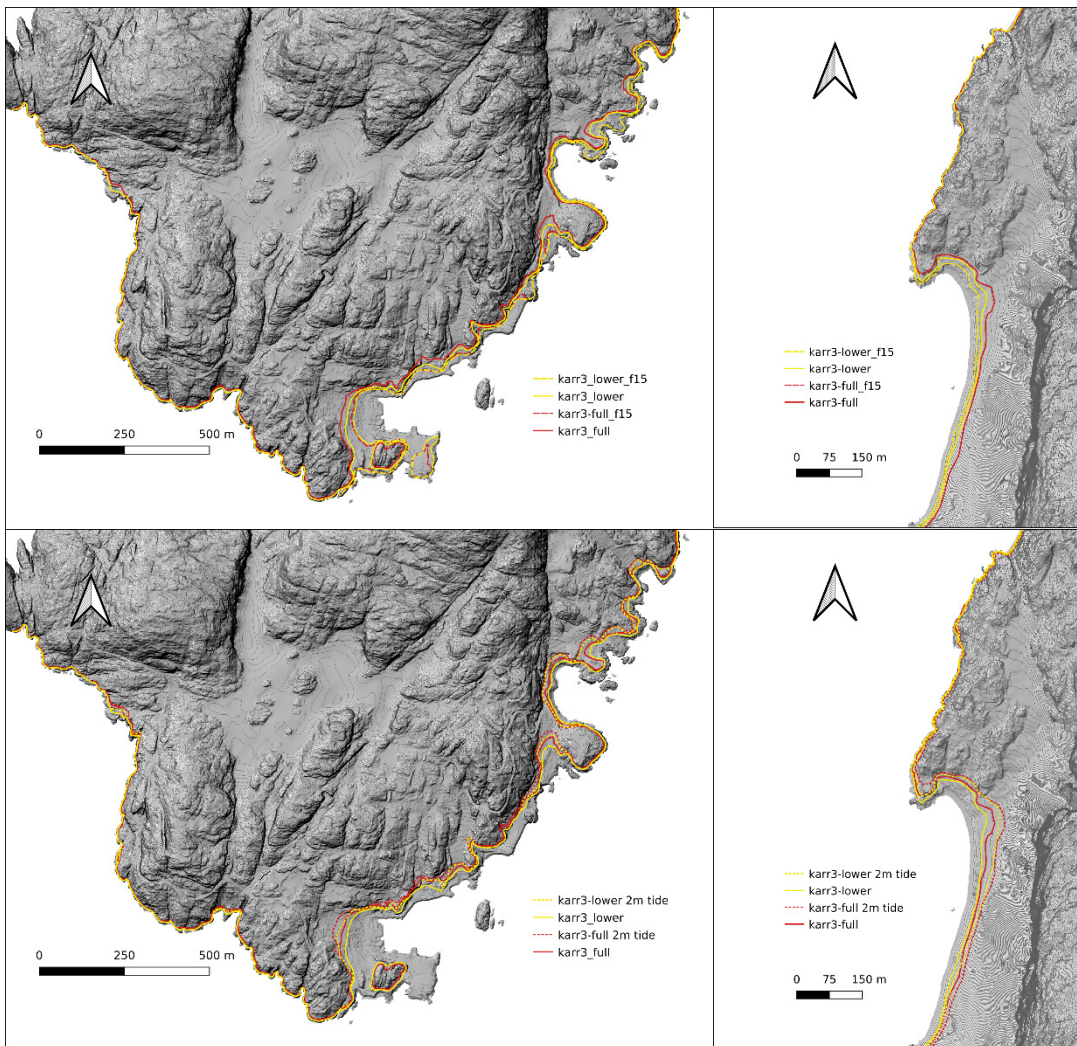 karr3_lower_f15
karr3_lower
karr3-full_f15
karr3_full
0 250 500 m
karr3-lower_f15
karr3-lower
karr3-full_f15
karr3-full
0 75 150 m
karr3-lower 2m tide
karr3_lower
karr3-full 2m tide
karr3_full
0 250 500 m
karr3-lower 2m tide
karr3-lower
karr3-full 2m tide
karr3-full
0 75 150 m